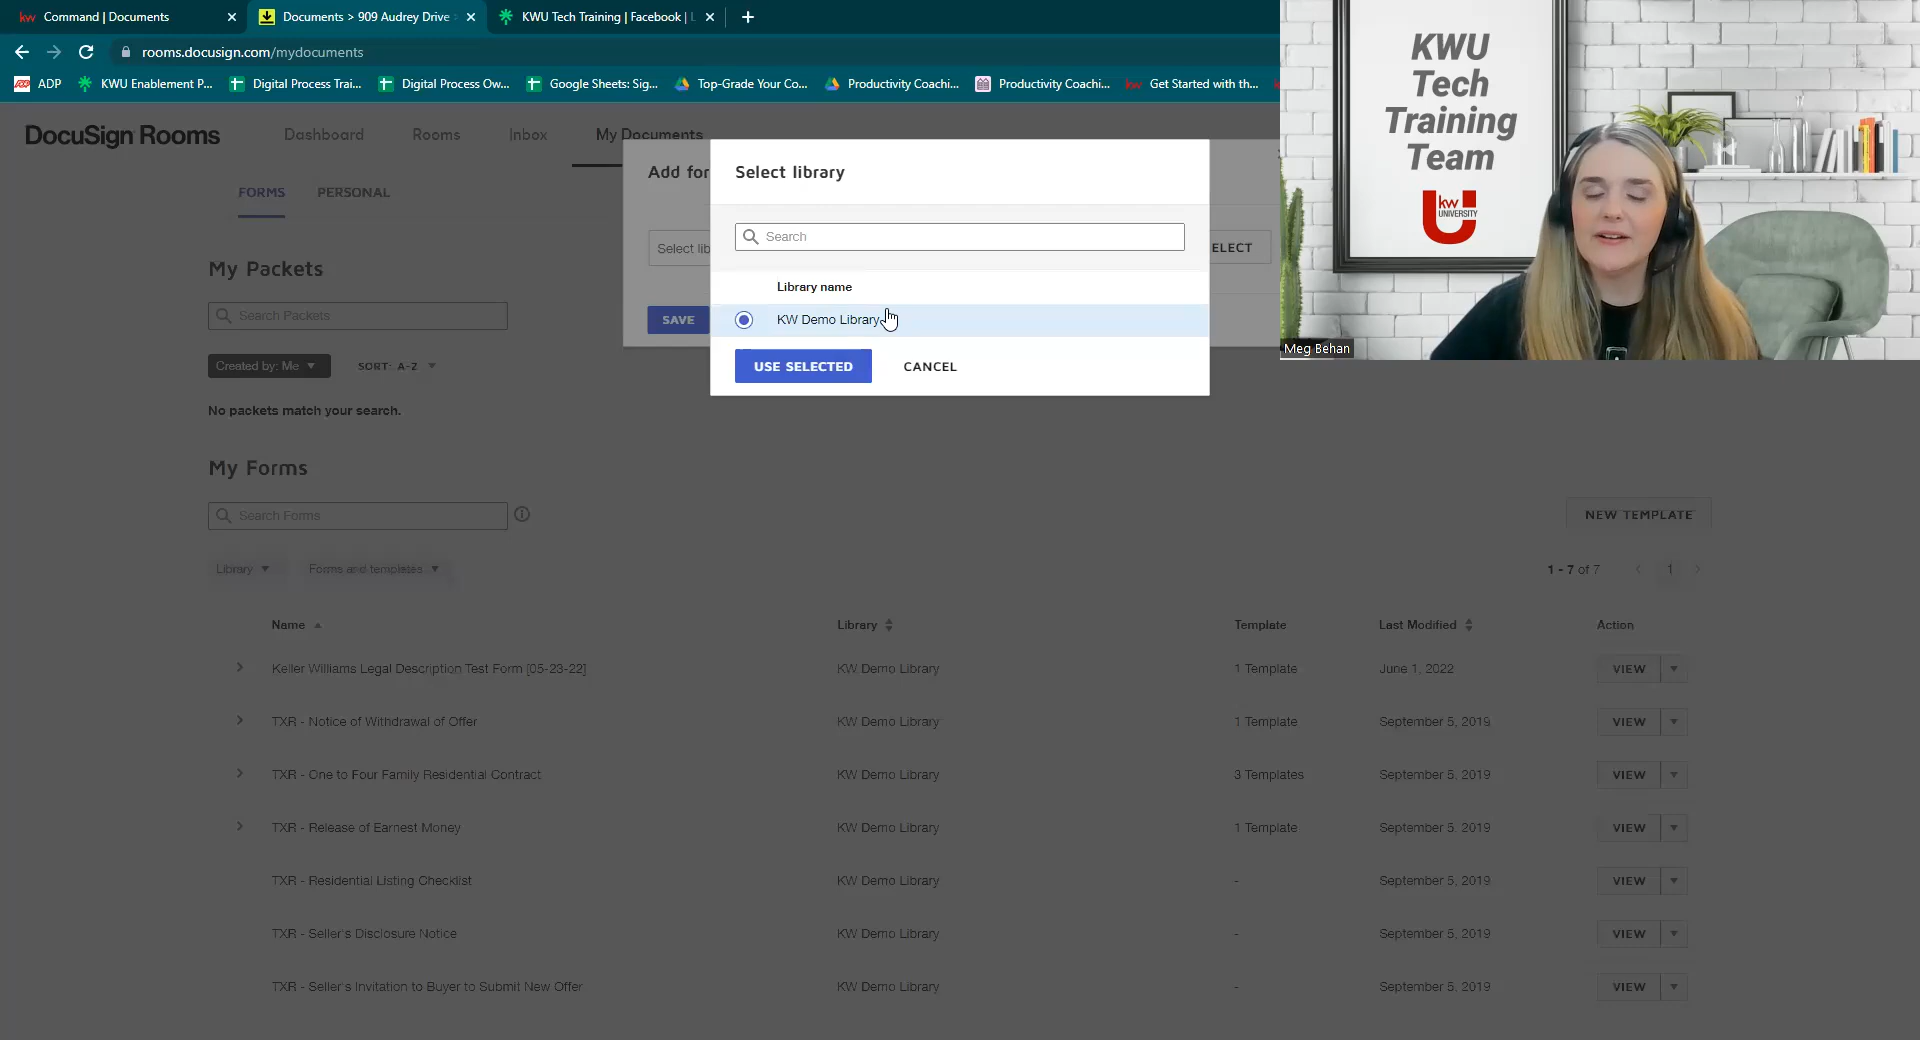 Command | Documents
Documents > 909 Audrey Drive >
KWU Tech Training | Facebook | L
rooms.docusign.com/mydocuments
ADP
KWU Enablement P...
Digital Process Trai...
Digital Process Ow...
Google Sheets: Sig...
Top-Grade Your Co...
Productivity Coachi...
Productivity Coachi...
kw
Get Started with th...
DocuSign Rooms
Dashboard
Rooms
Inbox
My Documents
FORMS
PERSONAL
Add for
Select lib
ELECT
SAVE
Select library
Search
Library name
KW Demo Library
USE SELECTED
CANCEL
KWU
Tech
Training
Team
kw
UNIVERSITY
Meg Behan
My Packets
Search Packets
Created by: Me
SORT: A-Z
No packets match your search.
My Forms
Search Forms
NEW TEMPLATE
Library
Forms and templates
1 - 7 of 7
1
Name
Library
Template
Last Modified
Action
Keller Williams Legal Description Test Form [05-23-22]
KW Demo Library
1 Template
June 1, 2022
VIEW
TXR - Notice of Withdrawal of Offer
KW Demo Library
1 Template
September 5, 2019
VIEW
TXR - One to Four Family Residential Contract
KW Demo Library
3 Templates
September 5, 2019
VIEW
TXR - Release of Earnest Money
KW Demo Library
1 Template
September 5, 2019
VIEW
TXR - Residential Listing Checklist
KW Demo Library
-
September 5, 2019
VIEW
TXR - Seller's Disclosure Notice
KW Demo Library
-
September 5, 2019
VIEW
TXR - Seller's Invitation to Buyer to Submit New Offer
KW Demo Library
-
September 5, 2019
VIEW